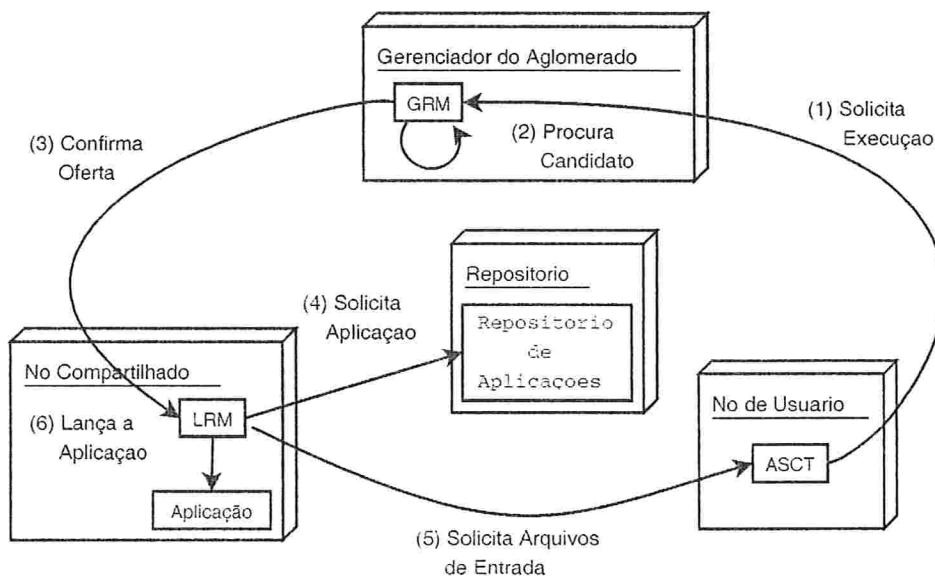 Gerenciador do Aglomerado
GRM
(1) Solicita
Execuçao
(2) Procura
Candidato
(3) Confirma
Oferta
Repositorio
Repositorio
de
Aplicaçoes
(4) Solicita
Aplicaçao
No Compartilhado
LRM
(6) Lança a
Aplicaçao
Aplicação
No de Usuario
ASCT
(5) Solicita Arquivos
de Entrada